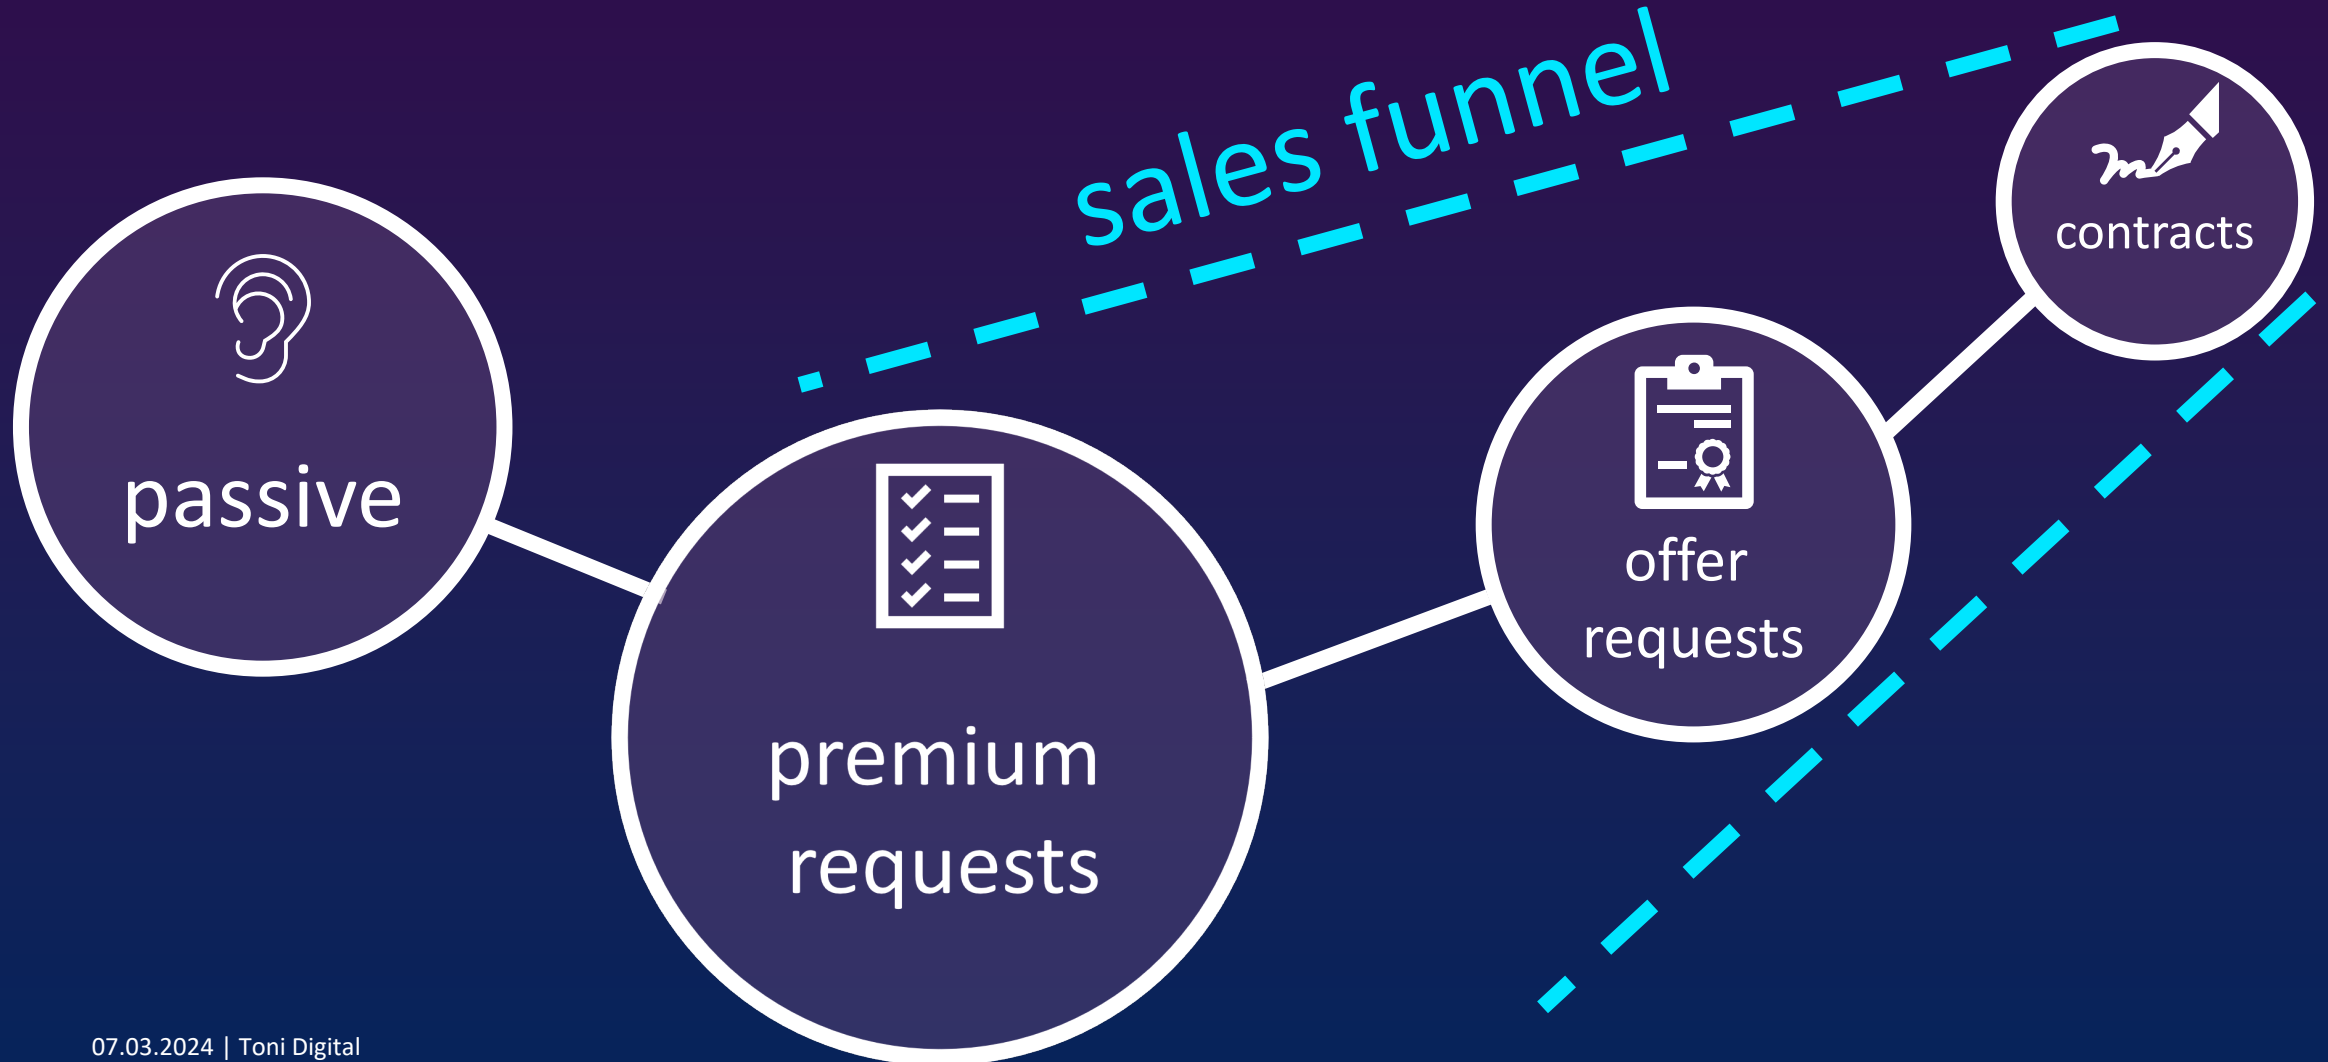 sales funnel
passive
premium
requests
offer
requests
contracts
07.03.2024 | Toni Digital